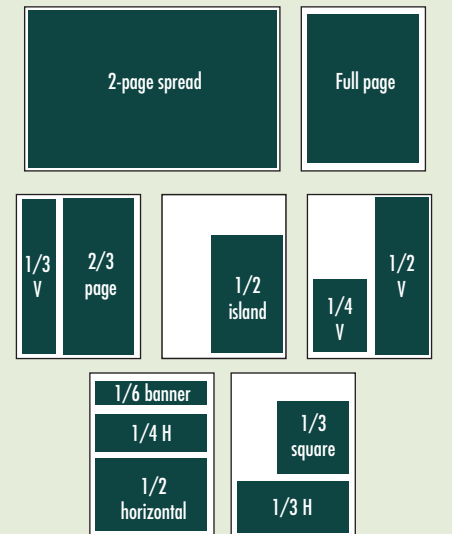 2-page spread
Full page
1/3
V
2/3
page
1/2
island
1/4
V
1/2
V
1/6 banner
1/4 H
1/2
horizontal
1/3
square
1/3 H